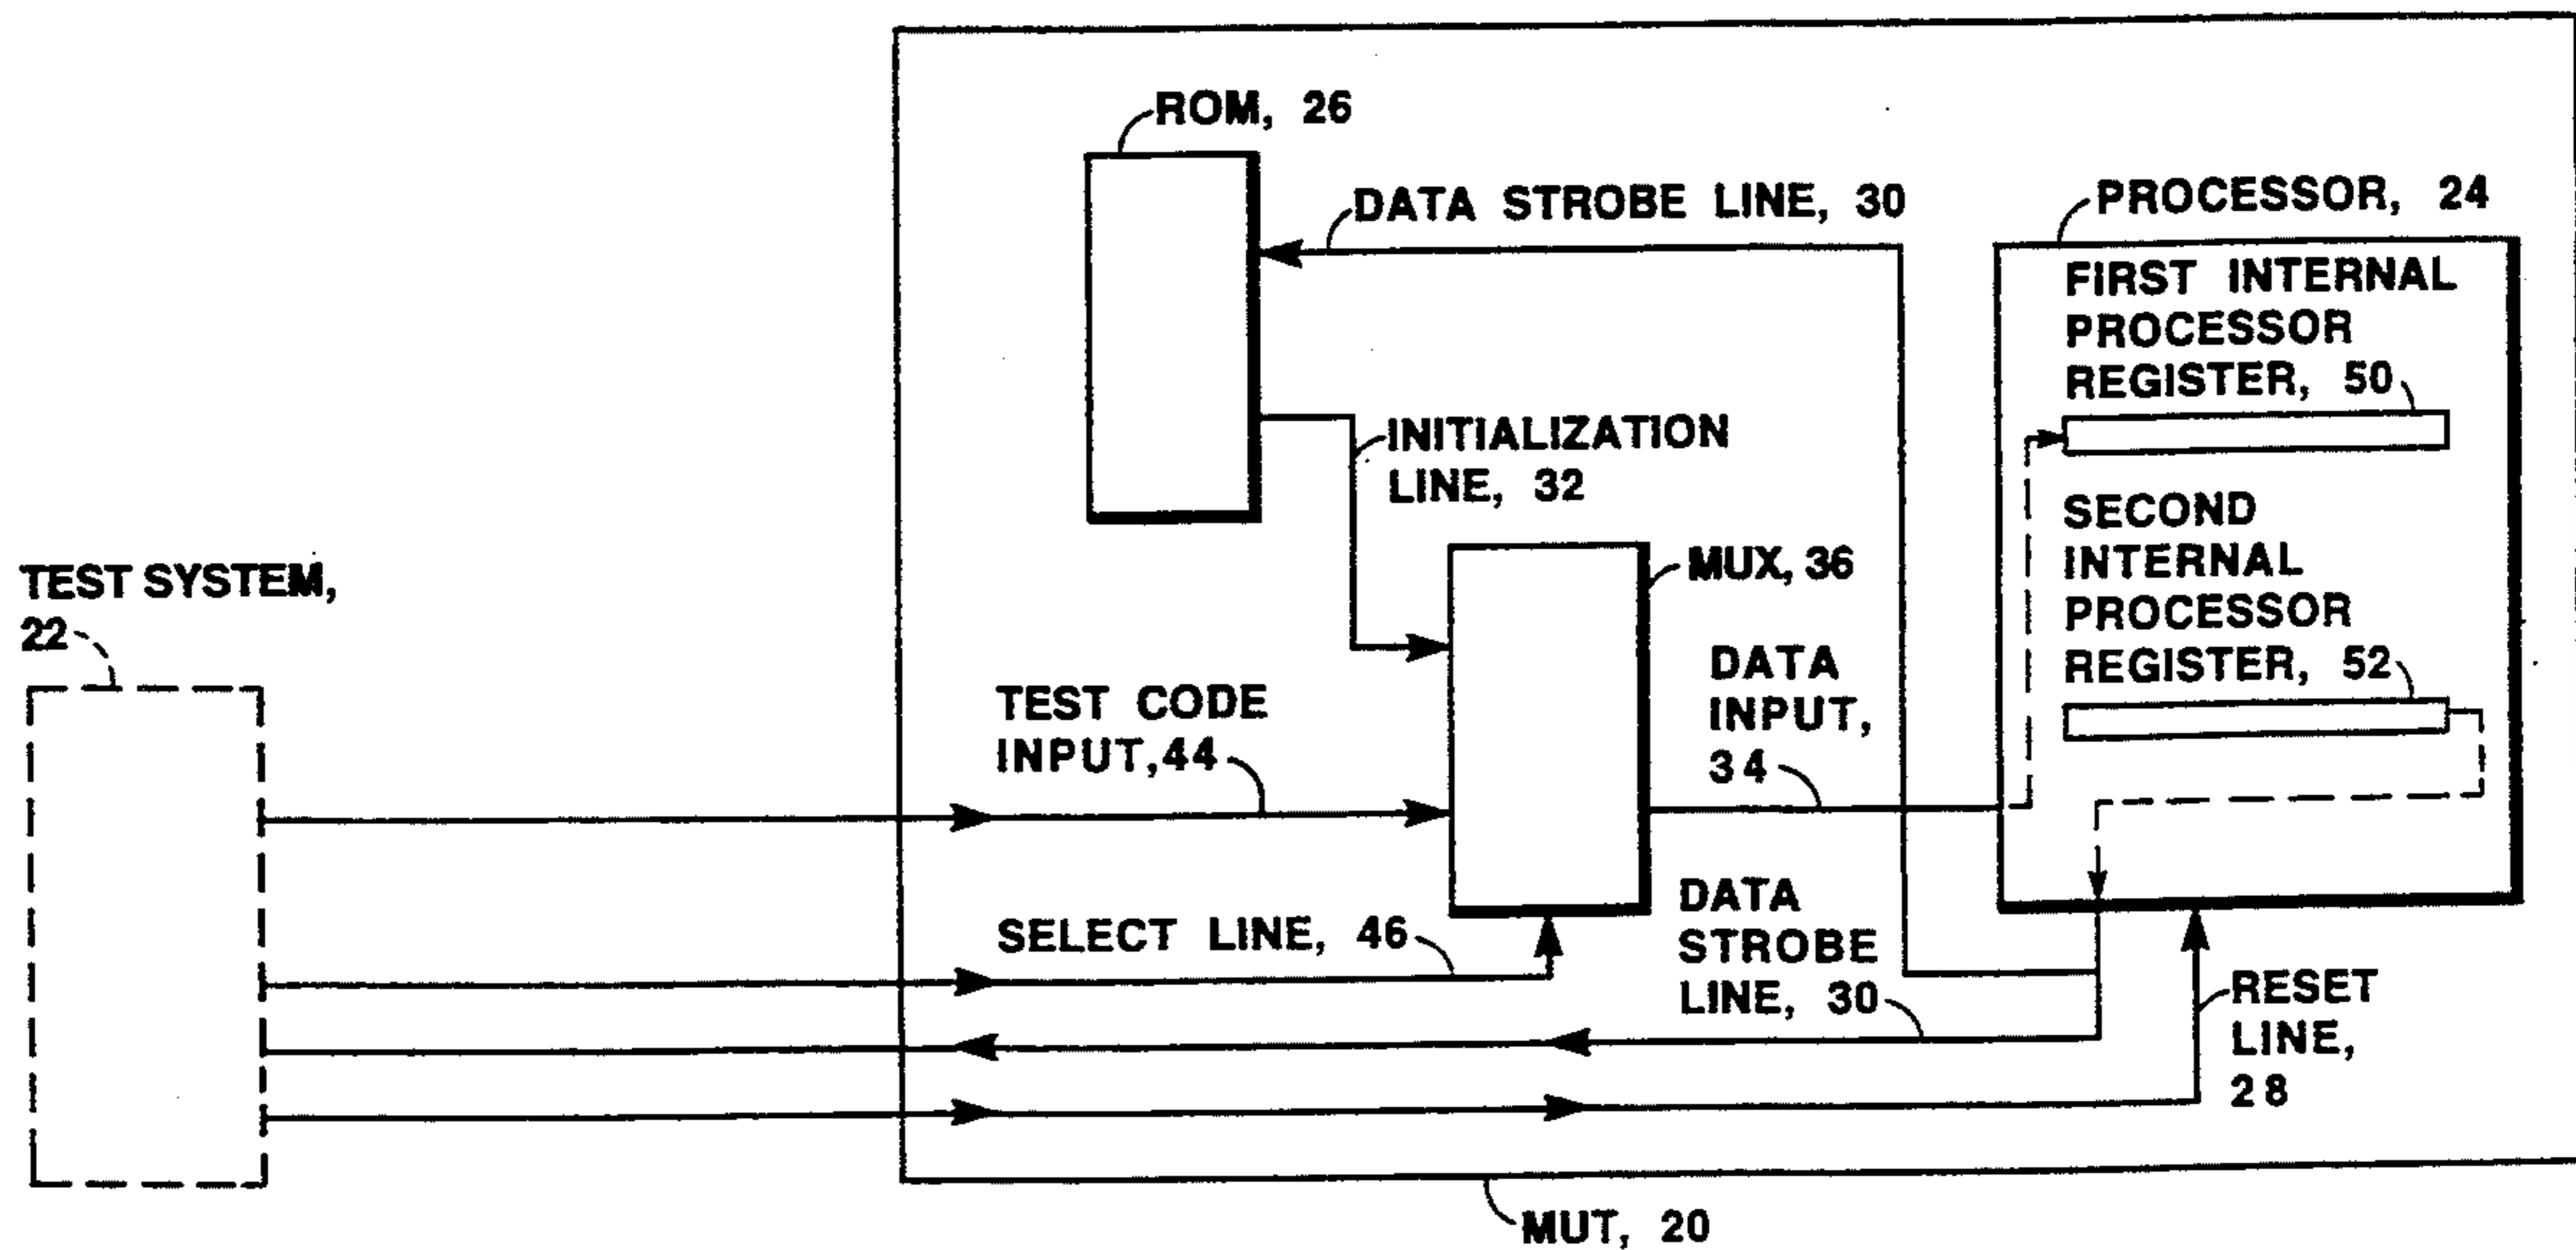 ROM, 26
DATA STROBE LINE, 30
PROCESSOR, 24
FIRST INTERNAL
PROCESSOR
REGISTER, 50
INITIALIZATION
LINE, 32
SECOND
INTERNAL
PROCESSOR
REGISTER, 52
TEST SYSTEM,
22
MUX, 36
TEST CODE
INPUT,44
DATA
INPUT,
34
SELECT LINE, 46
DATA
STROBE
LINE, 30
RESET
LINE,
28
MUT, 20